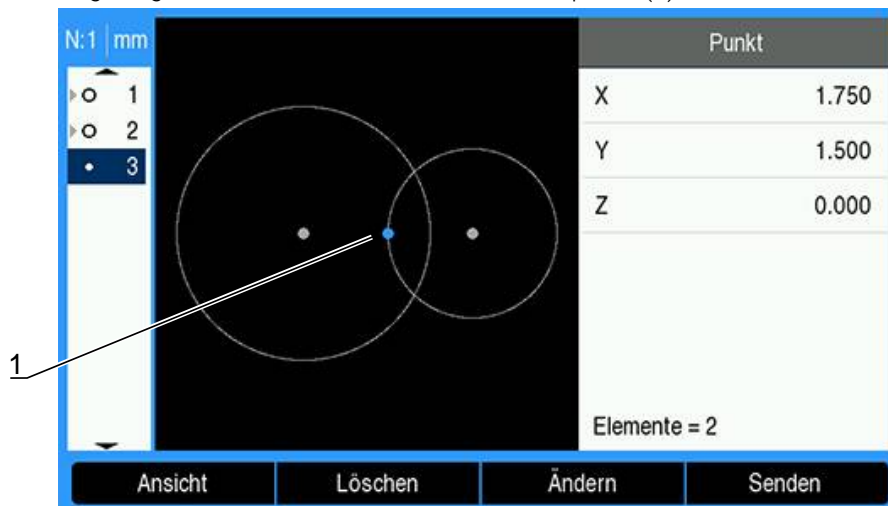 N:1 mm
Punkt
1
2
3
X 1.750
Y 1.500
Z 0.000
1
Elemente = 2
Ansicht Löschen Ändern Senden